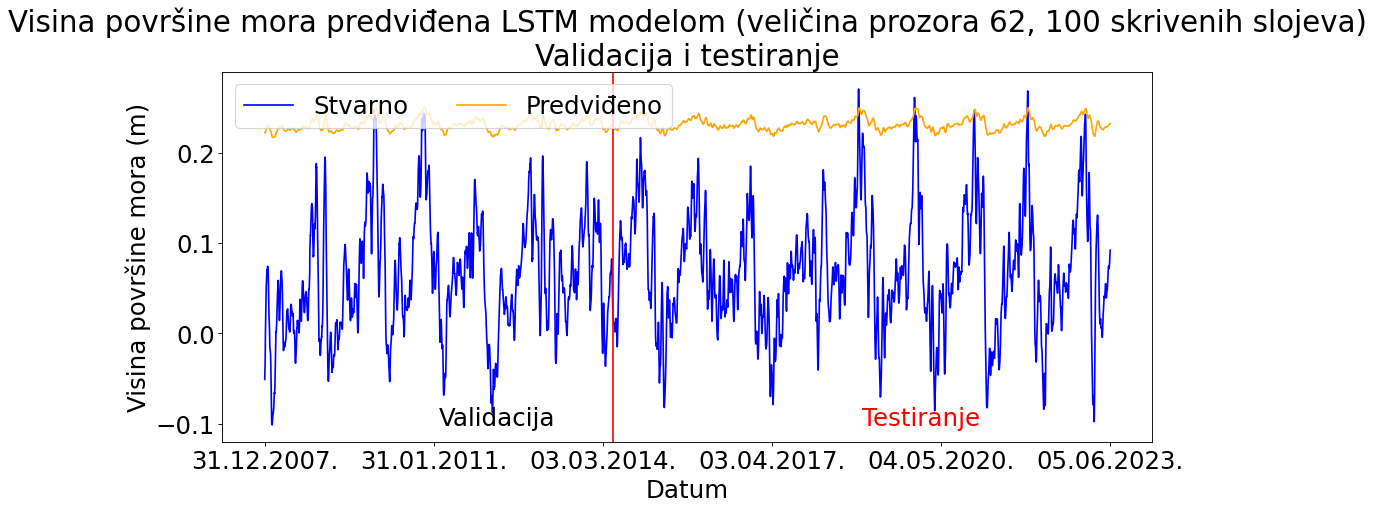 Visina površine mora predviđena LSTM modelom (veličina prozora 62, 100 skrivenih slojeva)
Validacija i testiranje
Stvarno
Predviđeno
Visina površine mora (m)
0.2
0.1
0.0
−0.1
Validacija
Testiranje
31.12.2007.
31.01.2011.
03.03.2014.
03.04.2017.
04.05.2020.
05.06.2023.
Datum